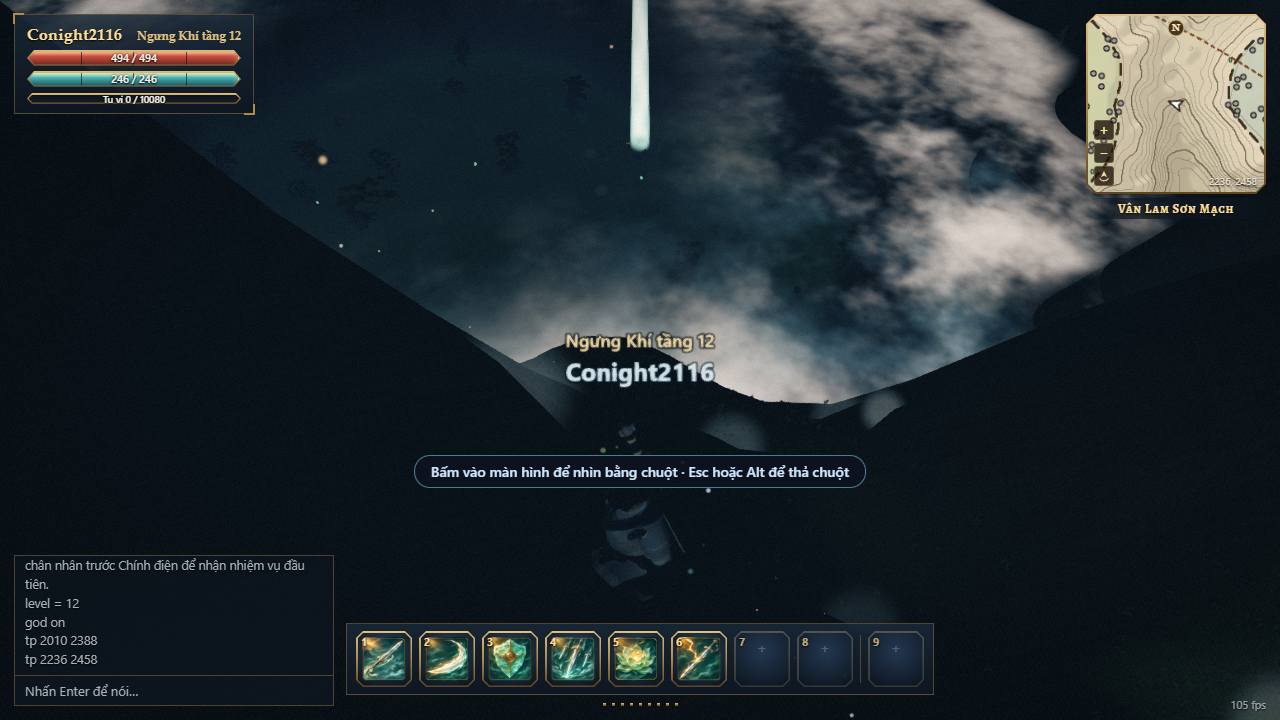 Conight2116 Ngưng Khí tầng 12
494 / 494
246 / 246
Tu vi 0 / 10080
N
+
−
2236 2458
Vân Lam Sơn Mạch
Ngưng Khí tầng 12
Conight2116
Bấm vào màn hình để nhìn bằng chuột · Esc hoặc Alt để thả chuột
chân nhân trước Chính điện để nhận nhiệm vụ đầu
tiên.
level = 12
god on
tp 2010 2388
tp 2236 2458
Nhấn Enter để nói...
1 2 3 4 5 6 7 8 9
+ + +
105 fps